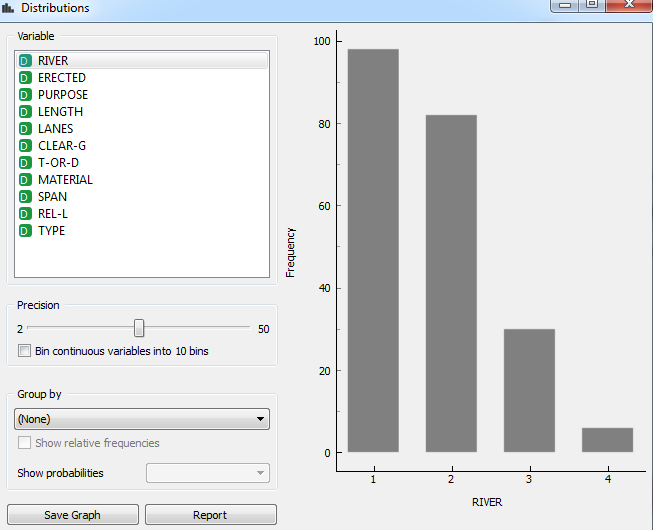 Distributions
Variable
D RIVER
D ERECTED
D PURPOSE
D LENGTH
D LANES
D CLEAR-G
D T-OR-D
D MATERIAL
D SPAN
D REL-L
D TYPE
Precision
2 50
Bin continuous variables into 10 bins
Group by
(None)
Show relative frequencies
Show probabilities
Save Graph Report
100
80
60
40
20
0
Frequency
1 2 3 4
RIVER